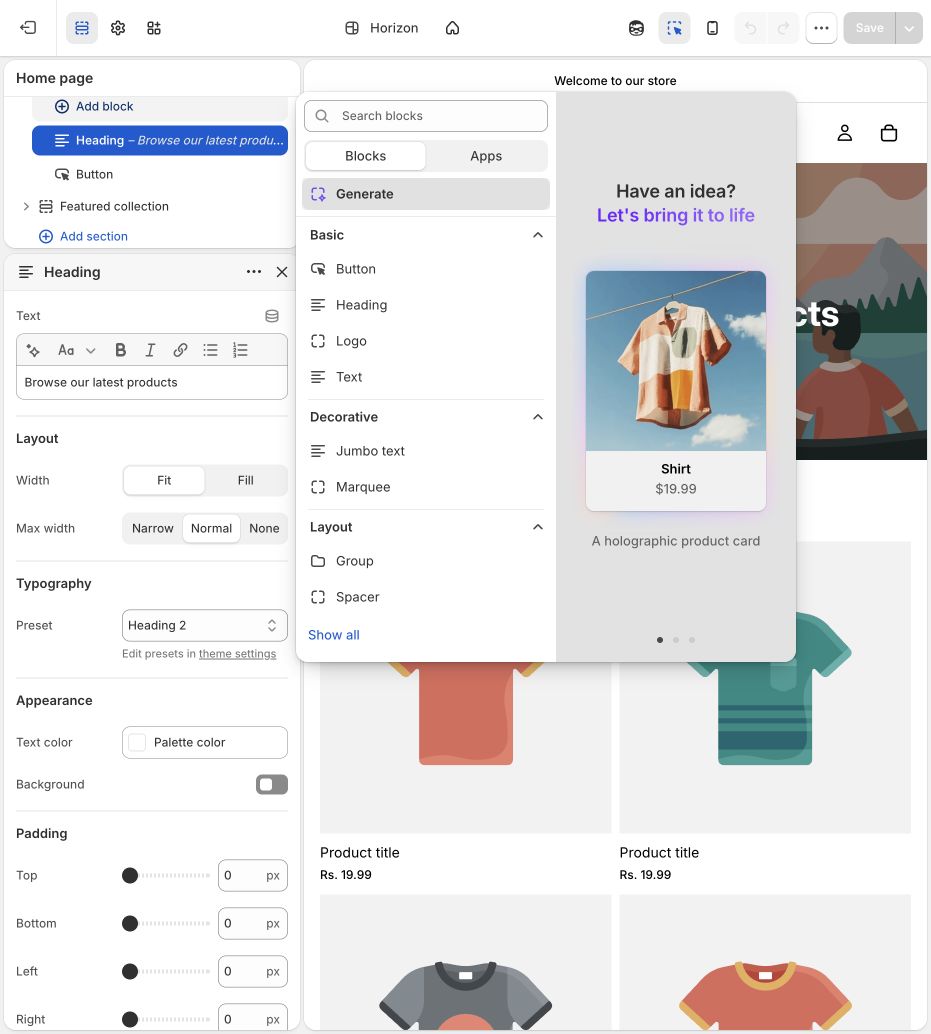 Horizon
Save
Home page
Add block
Heading – Browse our latest produ...
Button
Featured collection
Add section
Heading
Text
Aa
B
I
Browse our latest products
Layout
Width
Fit
Fill
Max width
Narrow
Normal
None
Typography
Preset
Heading 2
Edit presets in theme settings
Appearance
Text color
Palette color
Background
Padding
Top
0 px
Bottom
0 px
Left
0 px
Right
0 px
Search blocks
Blocks
Apps
Generate
Basic
Button
Heading
Logo
Text
Decorative
Jumbo text
Marquee
Layout
Group
Spacer
Show all
Have an idea?
Let's bring it to life
Shirt
$19.99
A holographic product card
Welcome to our store
cts
Product title
Rs. 19.99
Product title
Rs. 19.99